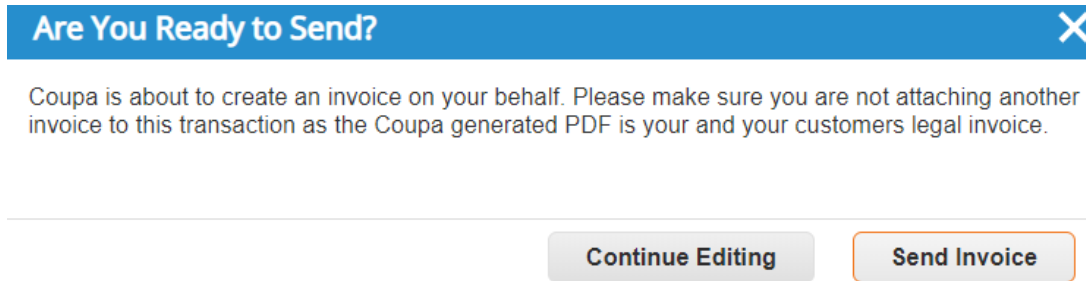 Are You Ready to Send?
Coupa is about to create an invoice on your behalf. Please make sure you are not attaching another
invoice to this transaction as the Coupa generated PDF is your and your customers legal invoice.
Continue Editing
Send Invoice